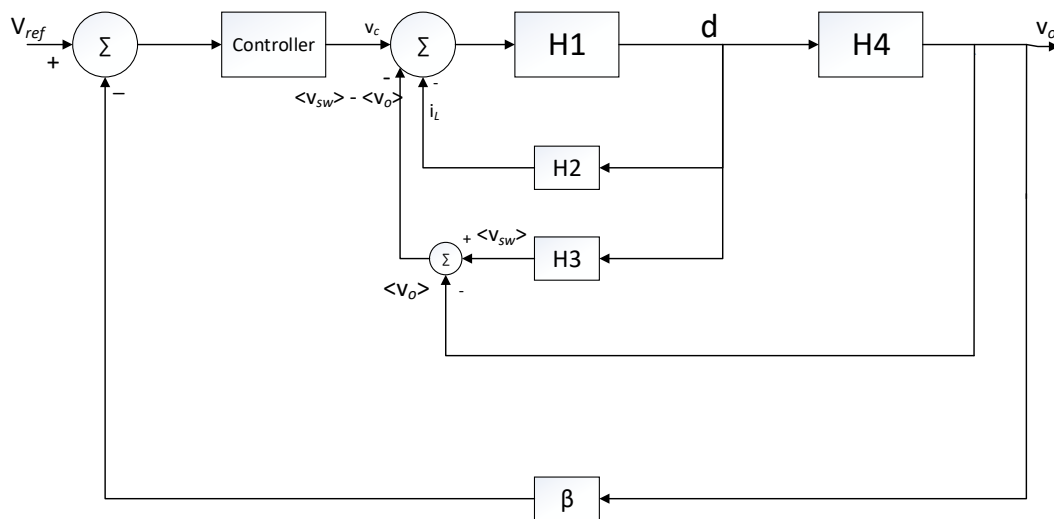 V_ref
+
−
Σ
Controller
v_c
Σ
-
-
H1
d
H4
v_o
<v_sw> - <v_o>
i_L
H2
+
<v_sw>
H3
Σ
<v_o>
-
β